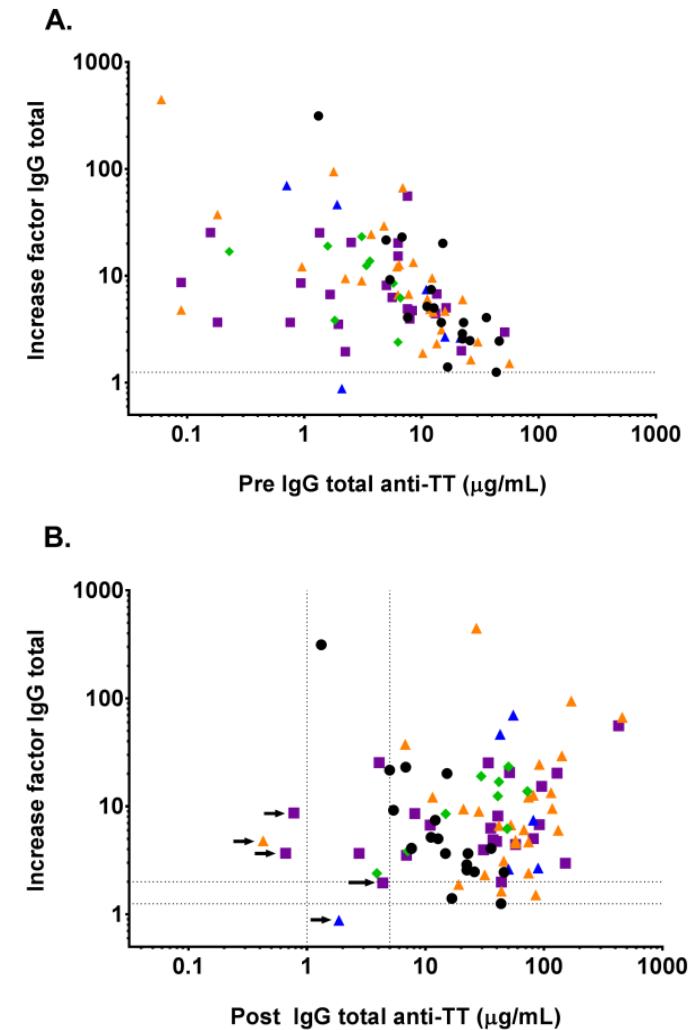 A.
Increase factor IgG total
1000
100
10
1
0.1 1 10 100 1000
Pre IgG total anti-TT (μg/mL)
B.
Increase factor IgG total
1000
100
10
1
0.1 1 10 100 1000
Post IgG total anti-TT (μg/mL)